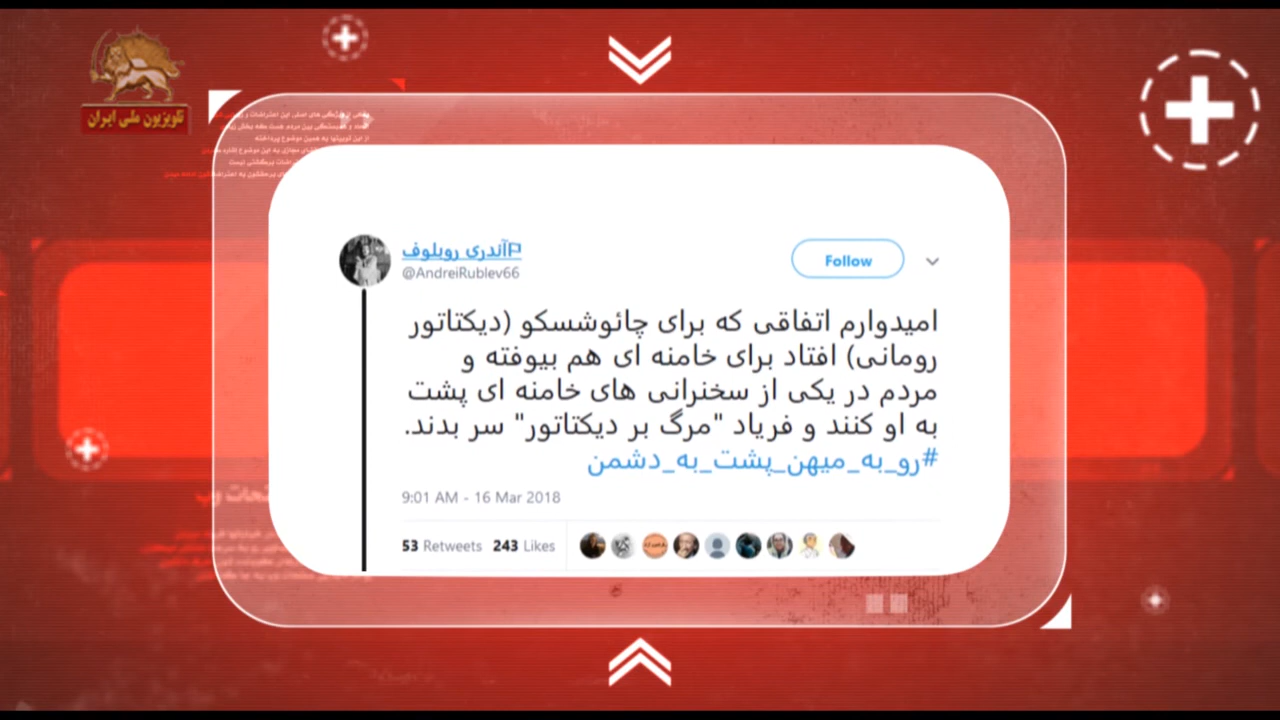 تلویزیون ملی ایران
آندری روبلوف
@AndreiRublev66
Follow
امیدوارم اتفاقی که برای چائوشسکو (دیکتاتور
رومانی) افتاد برای خامنه ای هم بیوفته و
مردم در یکی از سخنرانی های خامنه ای پشت
به او کنند و فریاد "مرگ بر دیکتاتور" سر بدند.
#رو_به_میهن_پشت_به_دشمن
9:01 AM - 16 Mar 2018
53 Retweets 243 Likes